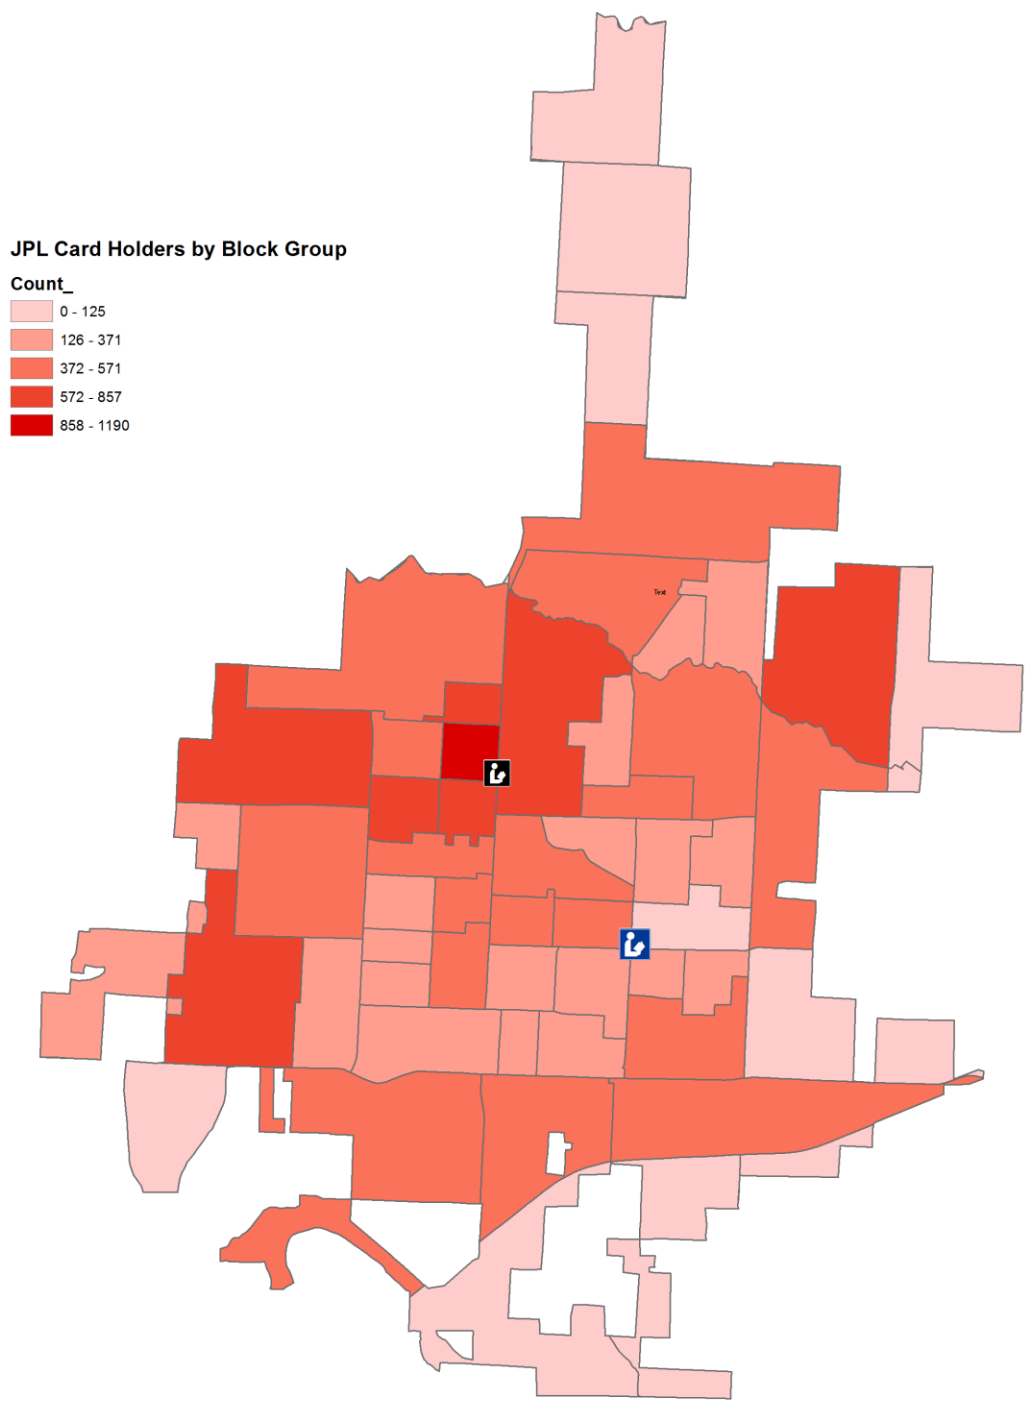 JPL Card Holders by Block Group
Count_
0 - 125
126 - 371
372 - 571
572 - 857
858 - 1190
Text